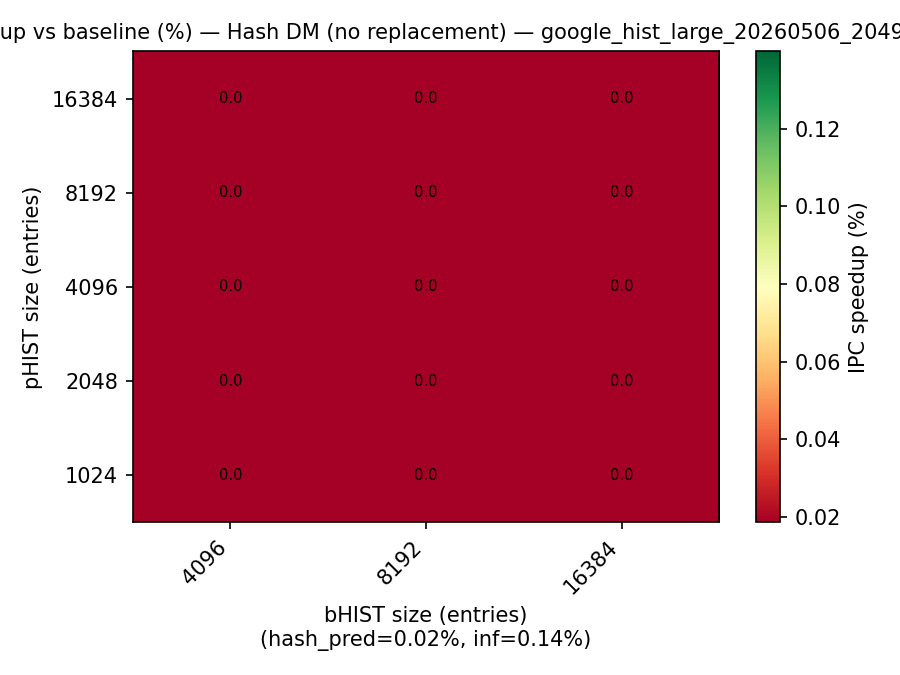 up vs baseline (%) — Hash DM (no replacement) — google_hist_large_20260506_2049
pHIST size (entries)
16384 0.0 0.0 0.0
8192 0.0 0.0 0.0
4096 0.0 0.0 0.0
2048 0.0 0.0 0.0
1024 0.0 0.0 0.0
4096 8192 16384
bHIST size (entries)
(hash_pred=0.02%, inf=0.14%)
0.12
0.10
0.08
0.06
0.04
0.02
IPC speedup (%)